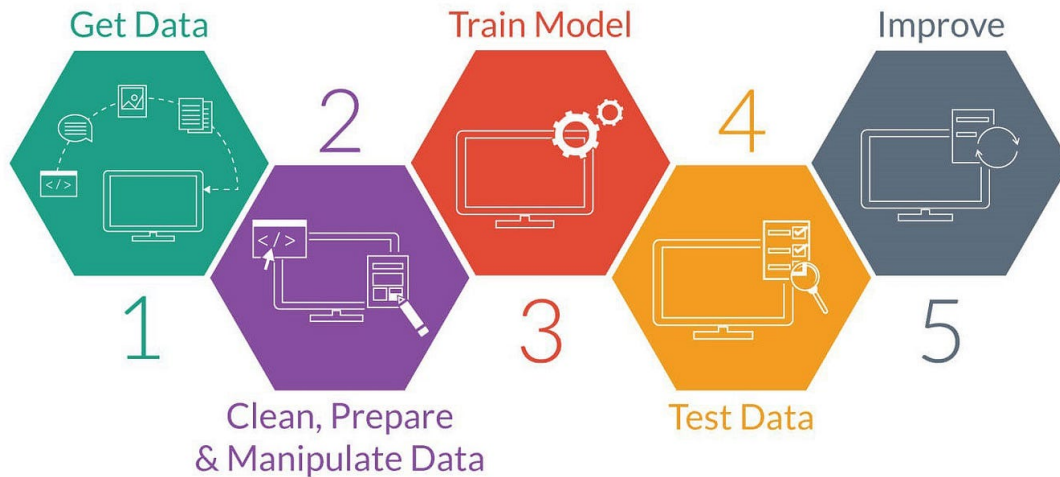 Get Data
1
</>
2
</>
Clean, Prepare
& Manipulate Data
Train Model
3
4
Test Data
Improve
5